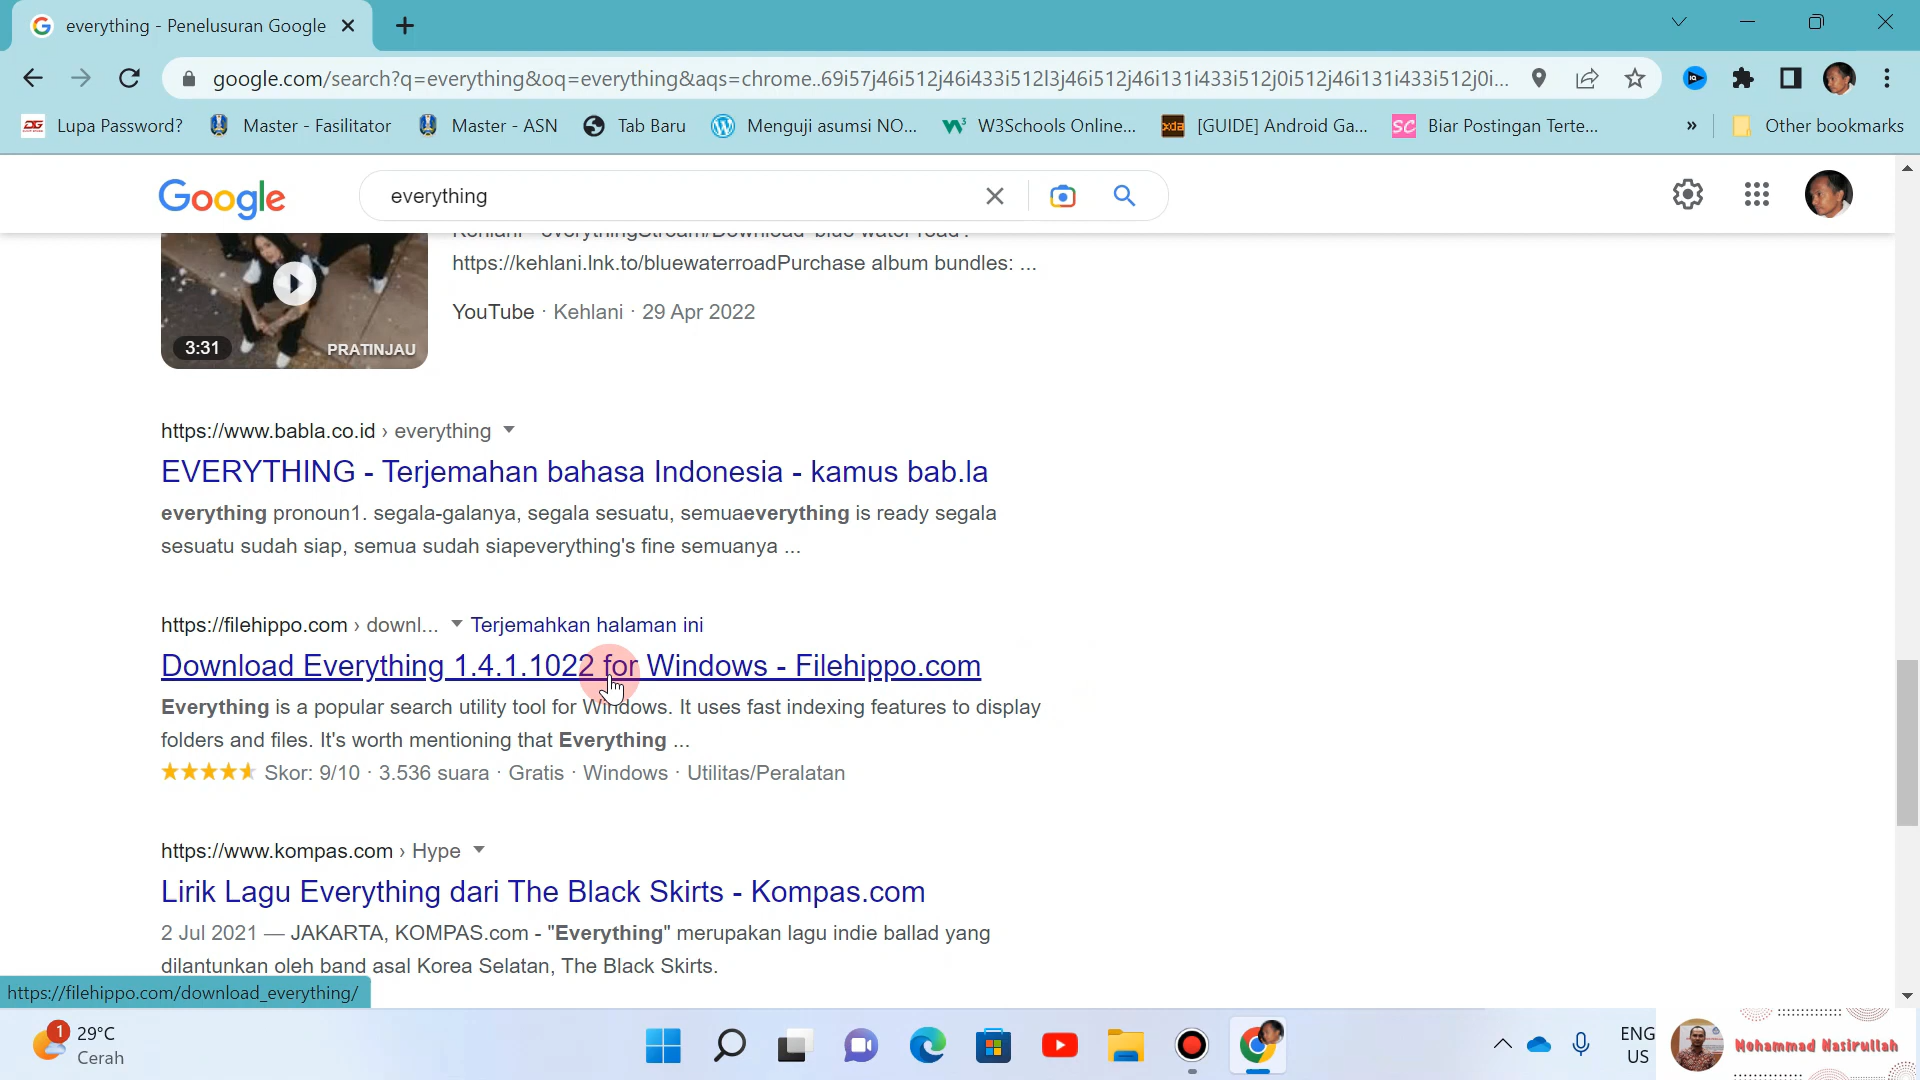 everything - Penelusuran Google
google.com/search?q=everything&oq=everything&aqs=chrome..69i57j46i512j46i433i512l3j46i512j46i131i433i512j0i512j46i131i433i512j0i...
Lupa Password? Master - Fasilitator Master - ASN Tab Baru Menguji asumsi NO... W3Schools Online... [GUIDE] Android Ga... Biar Postingan Terte... » Other bookmarks
Google everything
https://kehlani.lnk.to/bluewaterroadPurchase album bundles: ...
YouTube · Kehlani · 29 Apr 2022
3:31 PRATINJAU
https://www.babla.co.id › everything
EVERYTHING - Terjemahan bahasa Indonesia - kamus bab.la
everything pronoun1. segala-galanya, segala sesuatu, semuaeverything is ready segala
sesuatu sudah siap, semua sudah siapeverything's fine semuanya ...
https://filehippo.com › downl... Terjemahkan halaman ini
Download Everything 1.4.1.1022 for Windows - Filehippo.com
Everything is a popular search utility tool for Windows. It uses fast indexing features to display
folders and files. It's worth mentioning that Everything ...
Skor: 9/10 · 3.536 suara · Gratis · Windows · Utilitas/Peralatan
https://www.kompas.com › Hype
Lirik Lagu Everything dari The Black Skirts - Kompas.com
2 Jul 2021 — JAKARTA, KOMPAS.com - "Everything" merupakan lagu indie ballad yang
dilantunkan oleh band asal Korea Selatan, The Black Skirts.
https://filehippo.com/download_everything/
1 29°C
Cerah
ENG
US
Mohammad Nasirullah